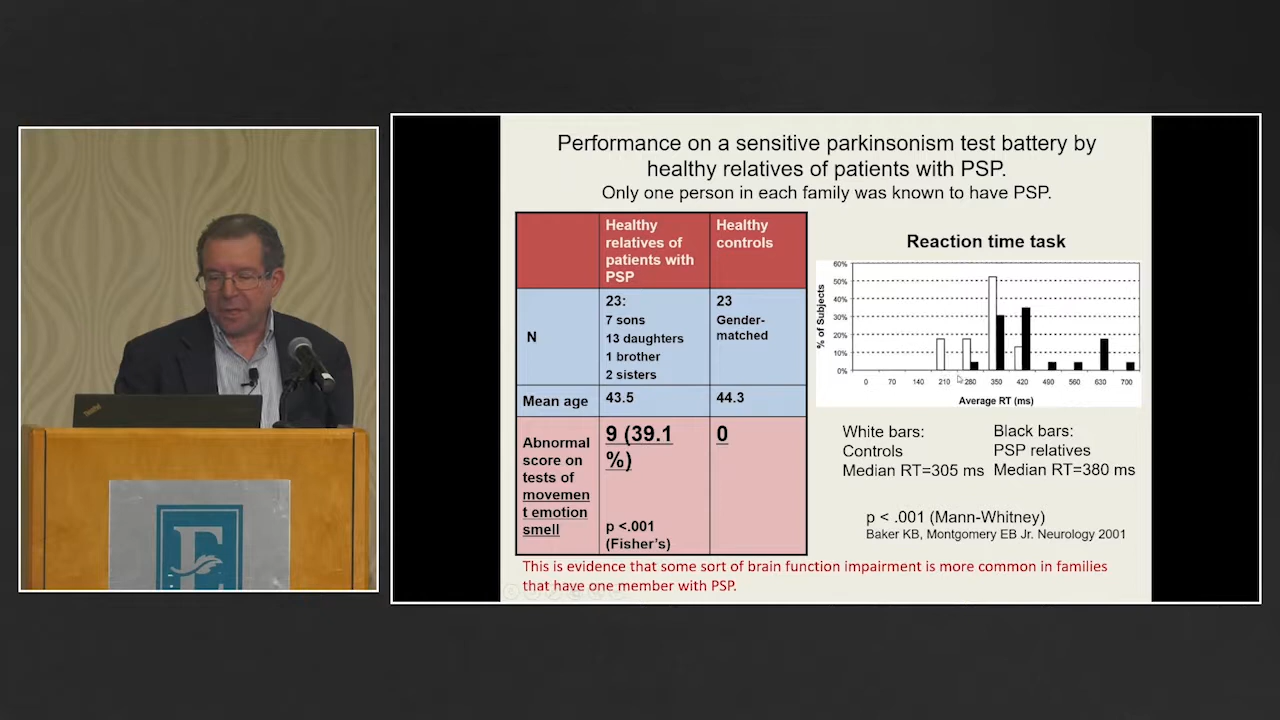 Performance on a sensitive parkinsonism test battery by
healthy relatives of patients with PSP.
Only one person in each family was known to have PSP.
Healthy
relatives of
patients with
PSP
Healthy
controls
N
23:
7 sons
13 daughters
1 brother
2 sisters
23
Gender-
matched
Mean age
43.5
44.3
Abnormal
score on
tests of
movemen
t emotion
smell
9 (39.1
%)
p <.001
(Fisher's)
0
Reaction time task
% of Subjects
60%
50%
40%
30%
20%
10%
0%
0 70 140 210 280 350 420 490 560 630 700
Average RT (ms)
White bars:
Controls
Median RT=305 ms
Black bars:
PSP relatives
Median RT=380 ms
p < .001 (Mann-Whitney)
Baker KB, Montgomery EB Jr. Neurology 2001
This is evidence that some sort of brain function impairment is more common in families
that have one member with PSP.
ThinkPad
E